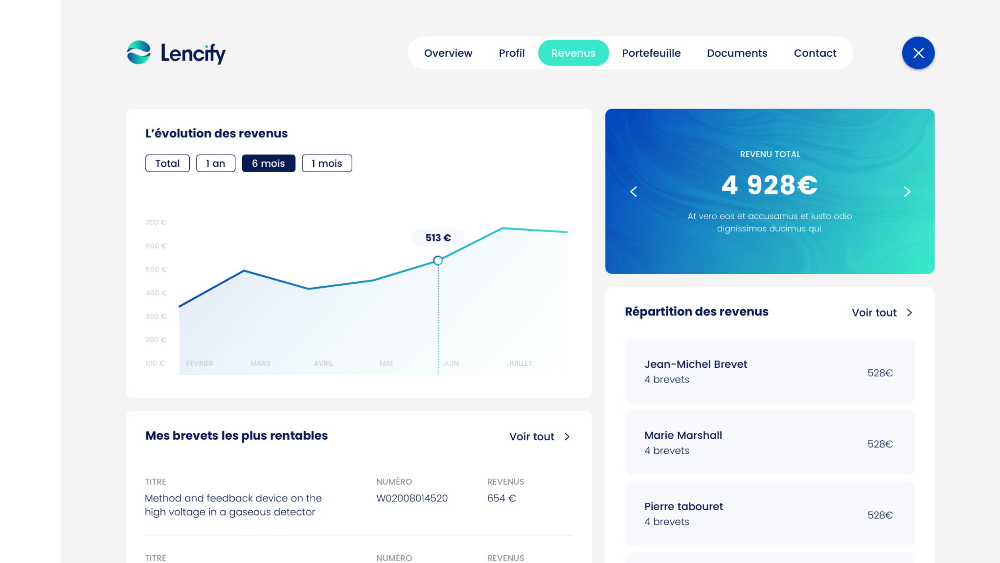 Lencify
Overview Profil Revenus Portefeuille Documents Contact
L’évolution des revenus
Total 1 an 6 mois 1 mois
700 €
600 €
500 €
400 €
300 €
200 €
100 €
513 €
FÉVRIER MARS AVRIL MAI JUIN JUILLET
REVENU TOTAL
4 928€
At vero eos et accusamus et iusto odio
dignissimos ducimus qui.
Répartition des revenus Voir tout
Jean-Michel Brevet
4 brevets
528€
Marie Marshall
4 brevets
528€
Pierre tabouret
4 brevets
528€
Mes brevets les plus rentables Voir tout
TITRE NUMÉRO REVENUS
Method and feedback device on the W02008014520 654 €
high voltage in a gaseous detector
TITRE NUMÉRO REVENUS